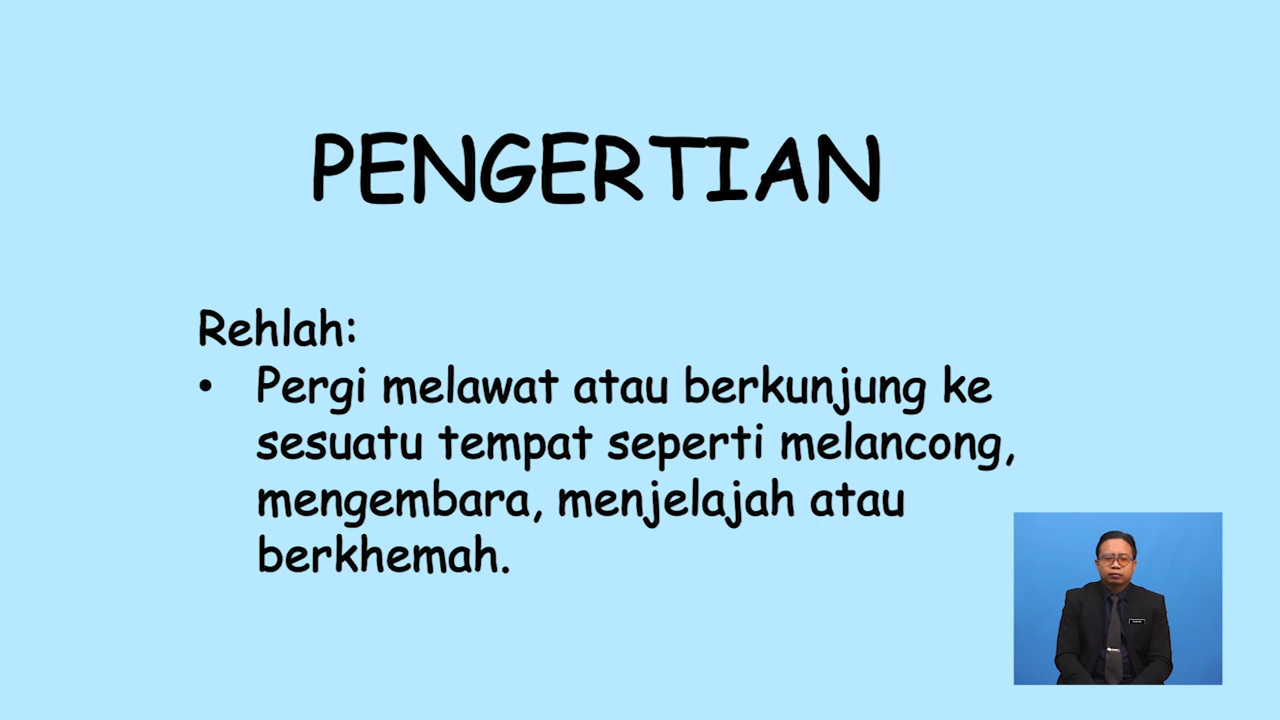 PENGERTIAN
Rehlah:
• Pergi melawat atau berkunjung ke
sesuatu tempat seperti melancong,
mengembara, menjelajah atau
berkhemah.